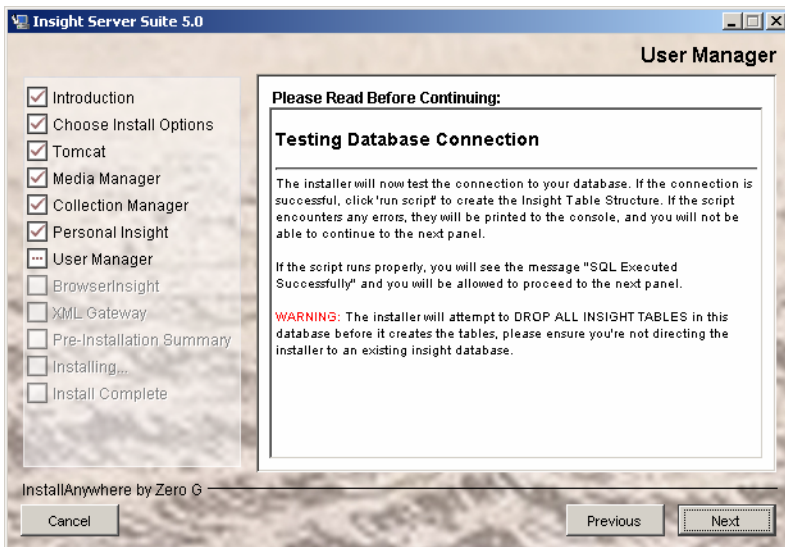 Insight Server Suite 5.0
User Manager
Introduction
Choose Install Options
Tomcat
Media Manager
Collection Manager
Personal Insight
User Manager
BrowserInsight
XML Gateway
Pre-Installation Summary
Installing...
Install Complete
Please Read Before Continuing:
Testing Database Connection
The installer will now test the connection to your database. If the connection is
successful, click 'run script' to create the Insight Table Structure. If the script
encounters any errors, they will be printed to the console, and you will not be
able to continue to the next panel.
If the script runs properly, you will see the message "SQL Executed
Successfully" and you will be allowed to proceed to the next panel.
WARNING: The installer will attempt to DROP ALL INSIGHT TABLES in this
database before it creates the tables, please ensure you're not directing the
installer to an existing insight database.
InstallAnywhere by Zero G
Cancel
Previous
Next